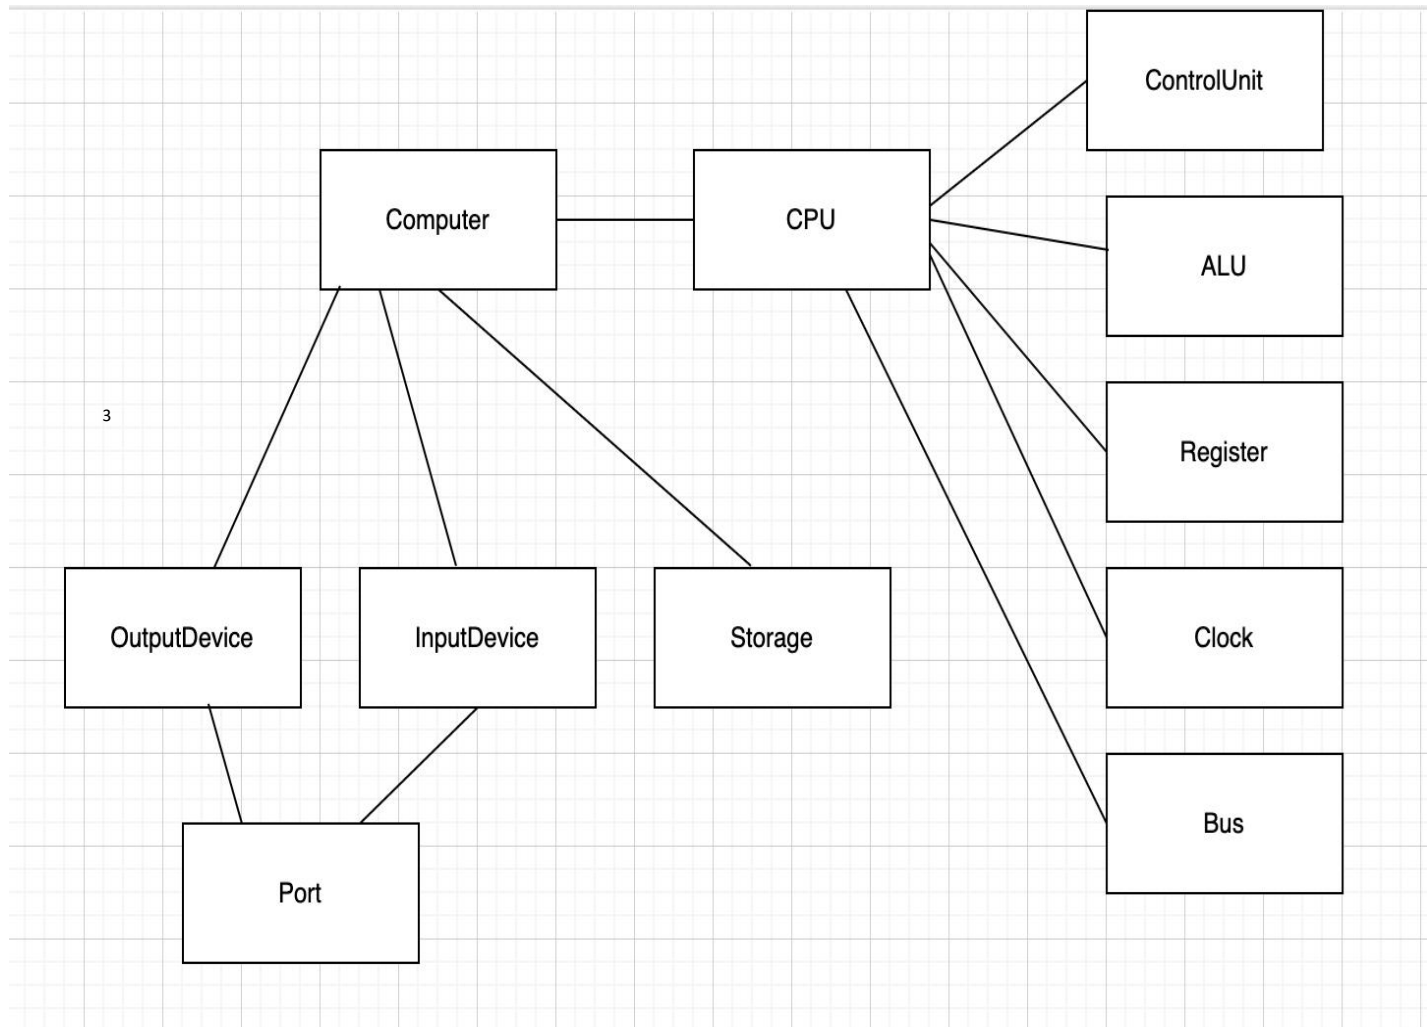 ControlUnit
Computer
CPU
ALU
3
Register
OutputDevice
InputDevice
Storage
Clock
Bus
Port